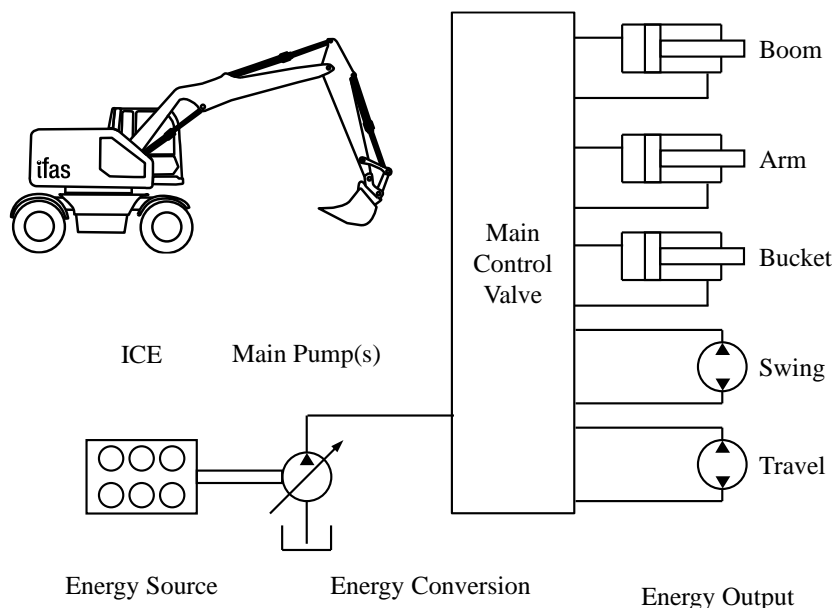 Boom
ifas
Arm
Main
Control
Valve
Bucket
ICE
Main Pump(s)
Swing
Travel
Energy Source
Energy Conversion
Energy Output